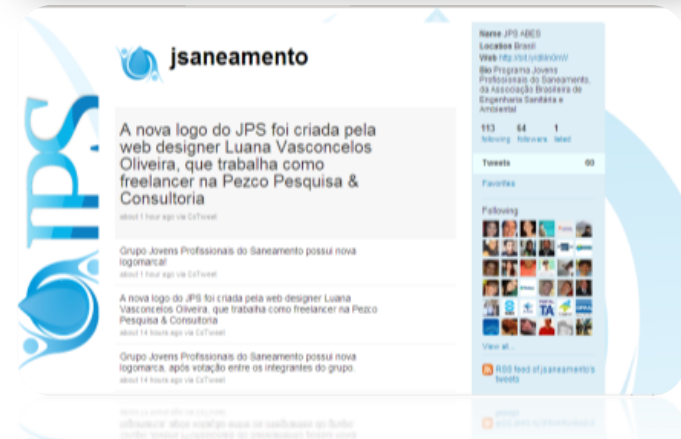 JPS
jsaneamento
A nova logo do JPS foi criada pela
web designer Luana Vasconcelos
Oliveira, que trabalha como
freelancer na Pezco Pesquisa &
Consultoria
about 1 hour ago via CoTweet
Grupo Jovens Profissionais do Saneamento possui nova
logomarca!
about 1 hour ago via CoTweet
A nova logo do JPS foi criada pela web designer Luana
Vasconcelos Oliveira, que trabalha como freelancer na Pezco
Pesquisa & Consultoria
about 14 hours ago via CoTweet
Grupo Jovens Profissionais do Saneamento possui nova
logomarca, após votação entre os integrantes do grupo.
about 14 hours ago via CoTweet
Name JPS ABES
Location Brasil
Web
Bio Programa Jovens
Profissionais do Saneamento,
da Associação Brasileira de
Engenharia Sanitária e
Ambiental
113 64 1
following followers listed
Tweets 60
Favorites
Following
TA
View all...
RSS feed of jsaneamento's
tweets